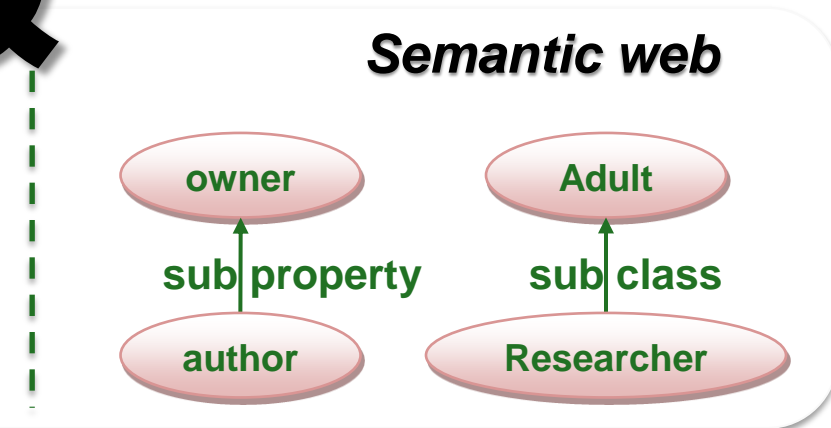 Semantic web
owner
Adult
sub property
sub class
author
Researcher